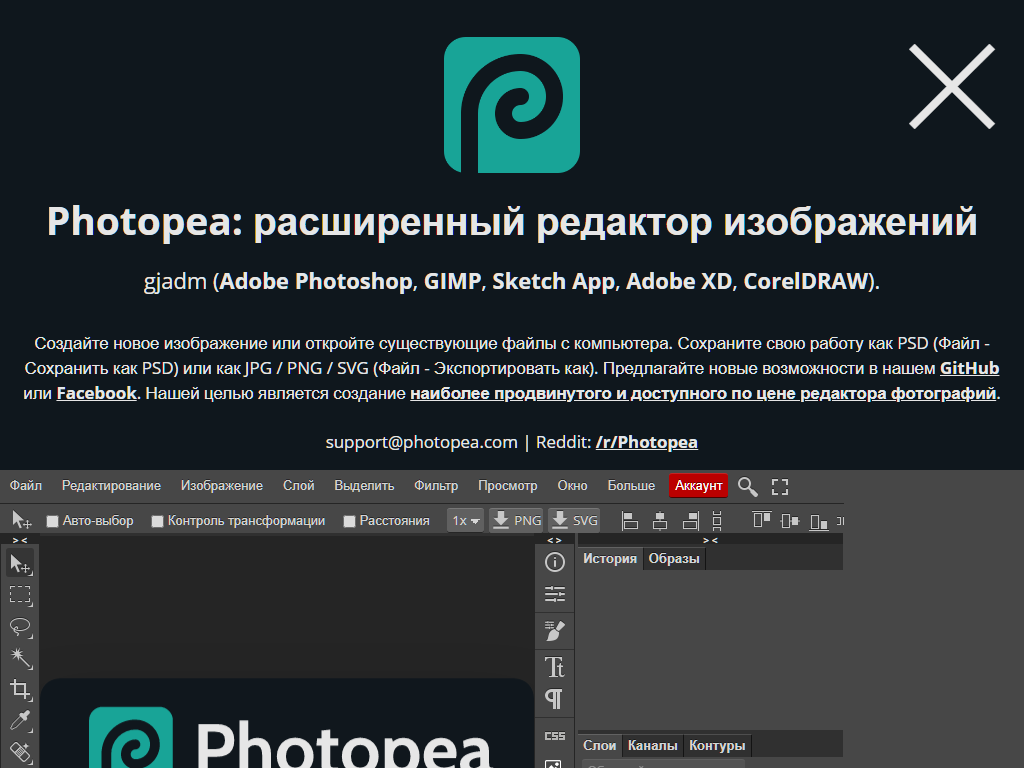 Photopea: расширенный редактор изображений
gjadm (Adobe Photoshop, GIMP, Sketch App, Adobe XD, CorelDRAW).
Создайте новое изображение или откройте существующие файлы с компьютера. Сохраните свою работу как PSD (Файл -
Сохранить как PSD) или как JPG / PNG / SVG (Файл - Экспортировать как). Предлагайте новые возможности в нашем GitHub
или Facebook. Нашей целью является создание наиболее продвинутого и доступного по цене редактора фотографий.
support@photopea.com | Reddit: /r/Photopea
Файл Редактирование Изображение Слой Выделить Фильтр Просмотр Окно Больше Аккаунт
Авто-выбор Контроль трансформации Расстояния 1x PNG SVG
> < < > > <
История Образы
Photopea
CSS
Слои Каналы Контуры